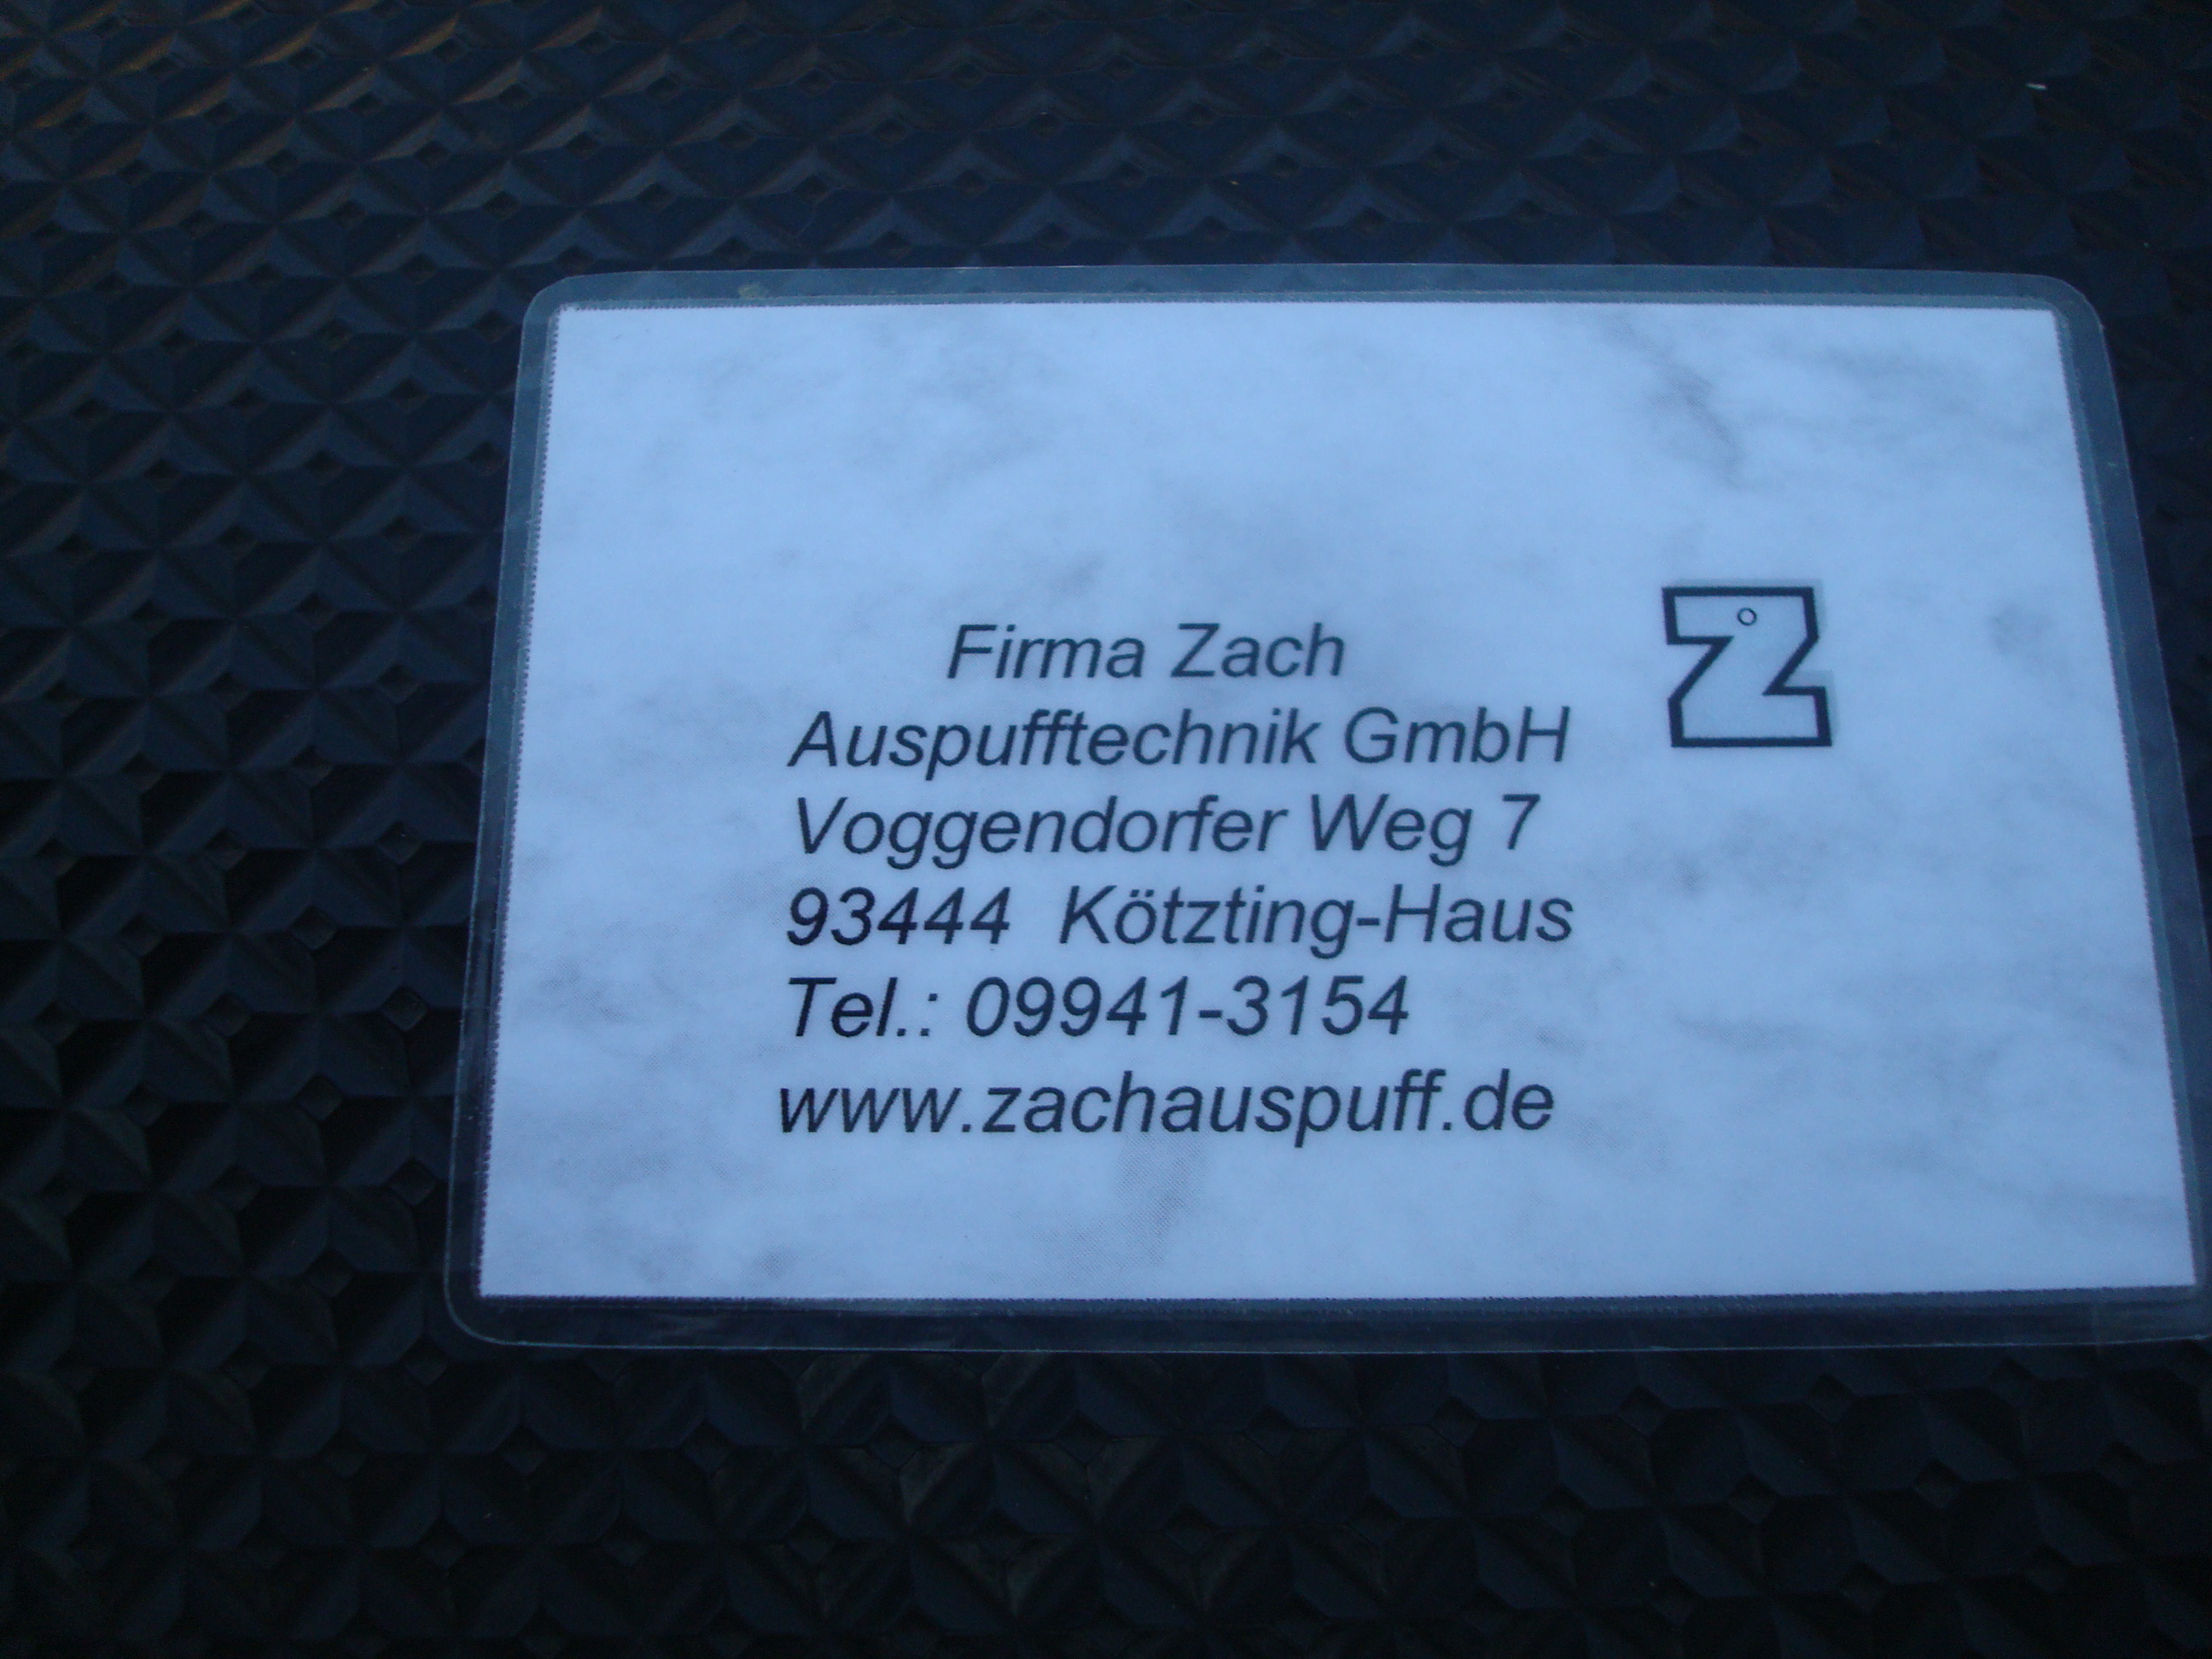 Firma Zach
Auspufftechnik GmbH
Voggendorfer Weg 7
93444 Kötzting-Haus
Tel.: 09941-3154
www.zachauspuff.de
Z